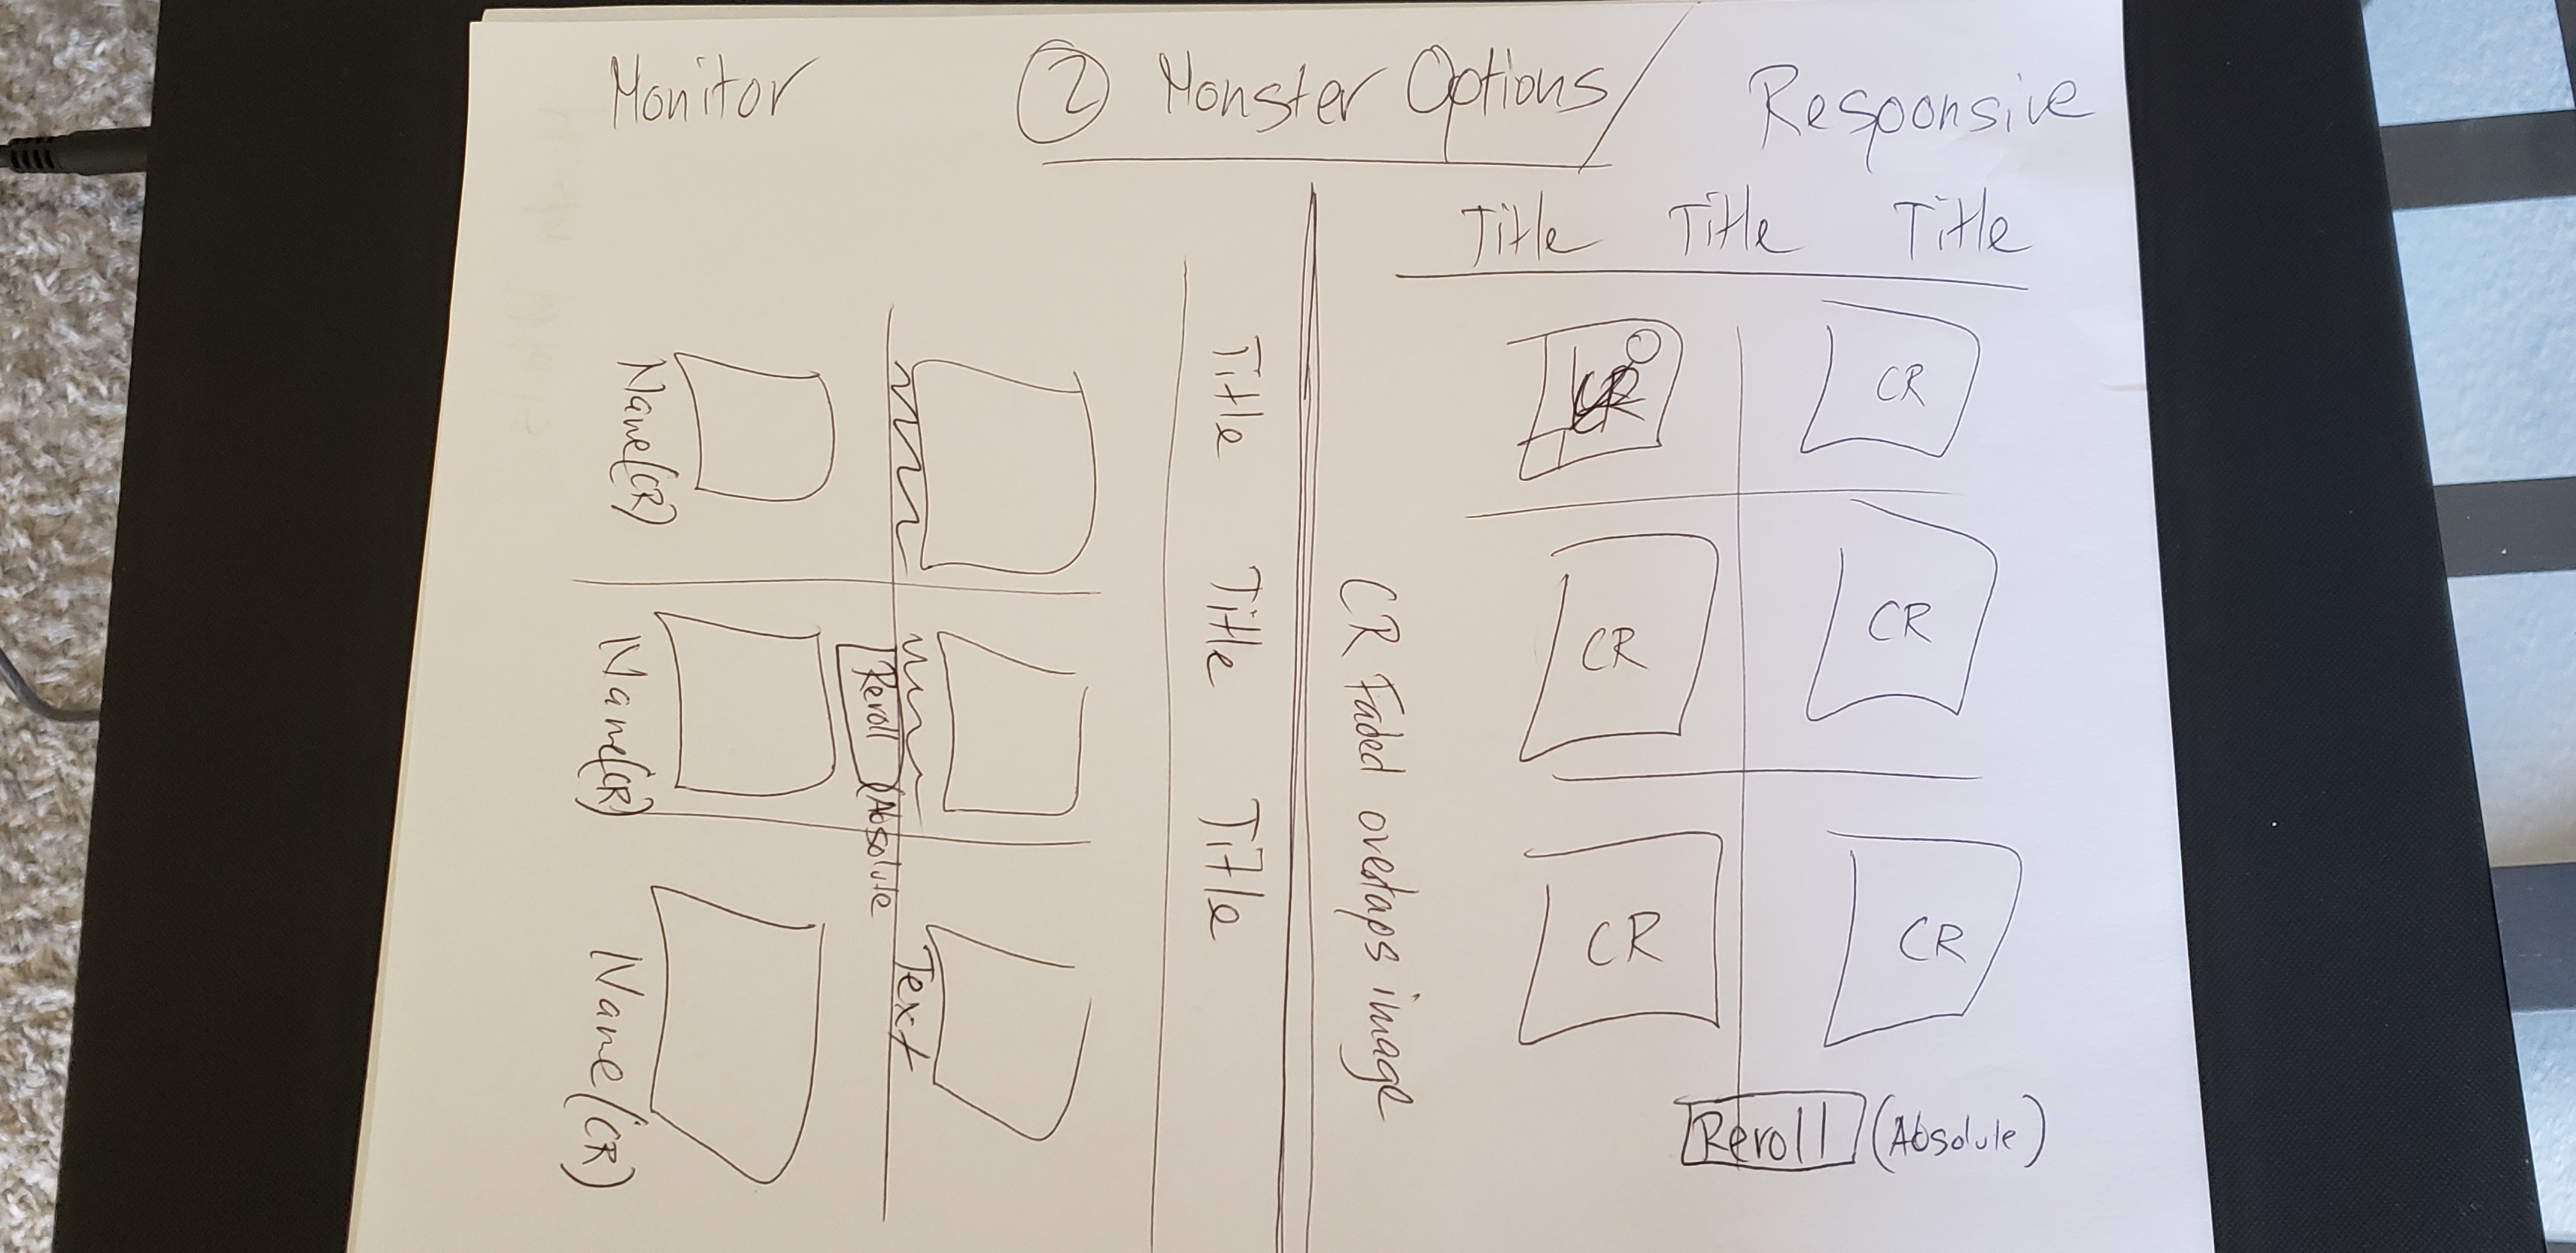 Monitor
② Monster Options
Responsive
Title Title Title
Title Title Title
Name (CR)
Name (CR)
Name (CR)
Reroll (Absolute
Text
CR Faded overlaps image
CR
CR
CR
CR
CR
CR
Reroll (Absolute)